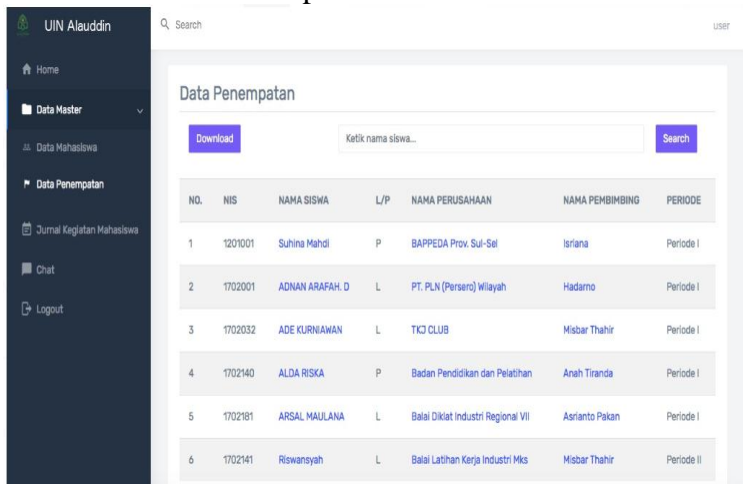 UIN Alauddin
Search
user
Home
Data Master
Data Mahasiswa
Data Penempatan
Jurnal Kegiatan Mahasiswa
Chat
Logout
Data Penempatan
Download
Ketik nama siswa...
Search
NO. NIS NAMA SISWA L/P NAMA PERUSAHAAN NAMA PEMBIMBING PERIODE
1 1201001 Suhina Mahdi P BAPPEDA Prov. Sul-Sel Isriana Periode I
2 1702001 ADNAN ARAFAH. D L PT. PLN (Persero) Wilayah Hadarno Periode I
3 1702032 ADE KURNIAWAN L TKJ CLUB Misbar Thahir Periode I
4 1702140 ALDA RISKA P Badan Pendidikan dan Pelatihan Anah Tiranda Periode I
5 1702181 ARSAL MAULANA L Balai Diklat Industri Regional VII Asrianto Pakan Periode I
6 1702141 Riswansyah L Balai Latihan Kerja Industri Mks Misbar Thahir Periode II